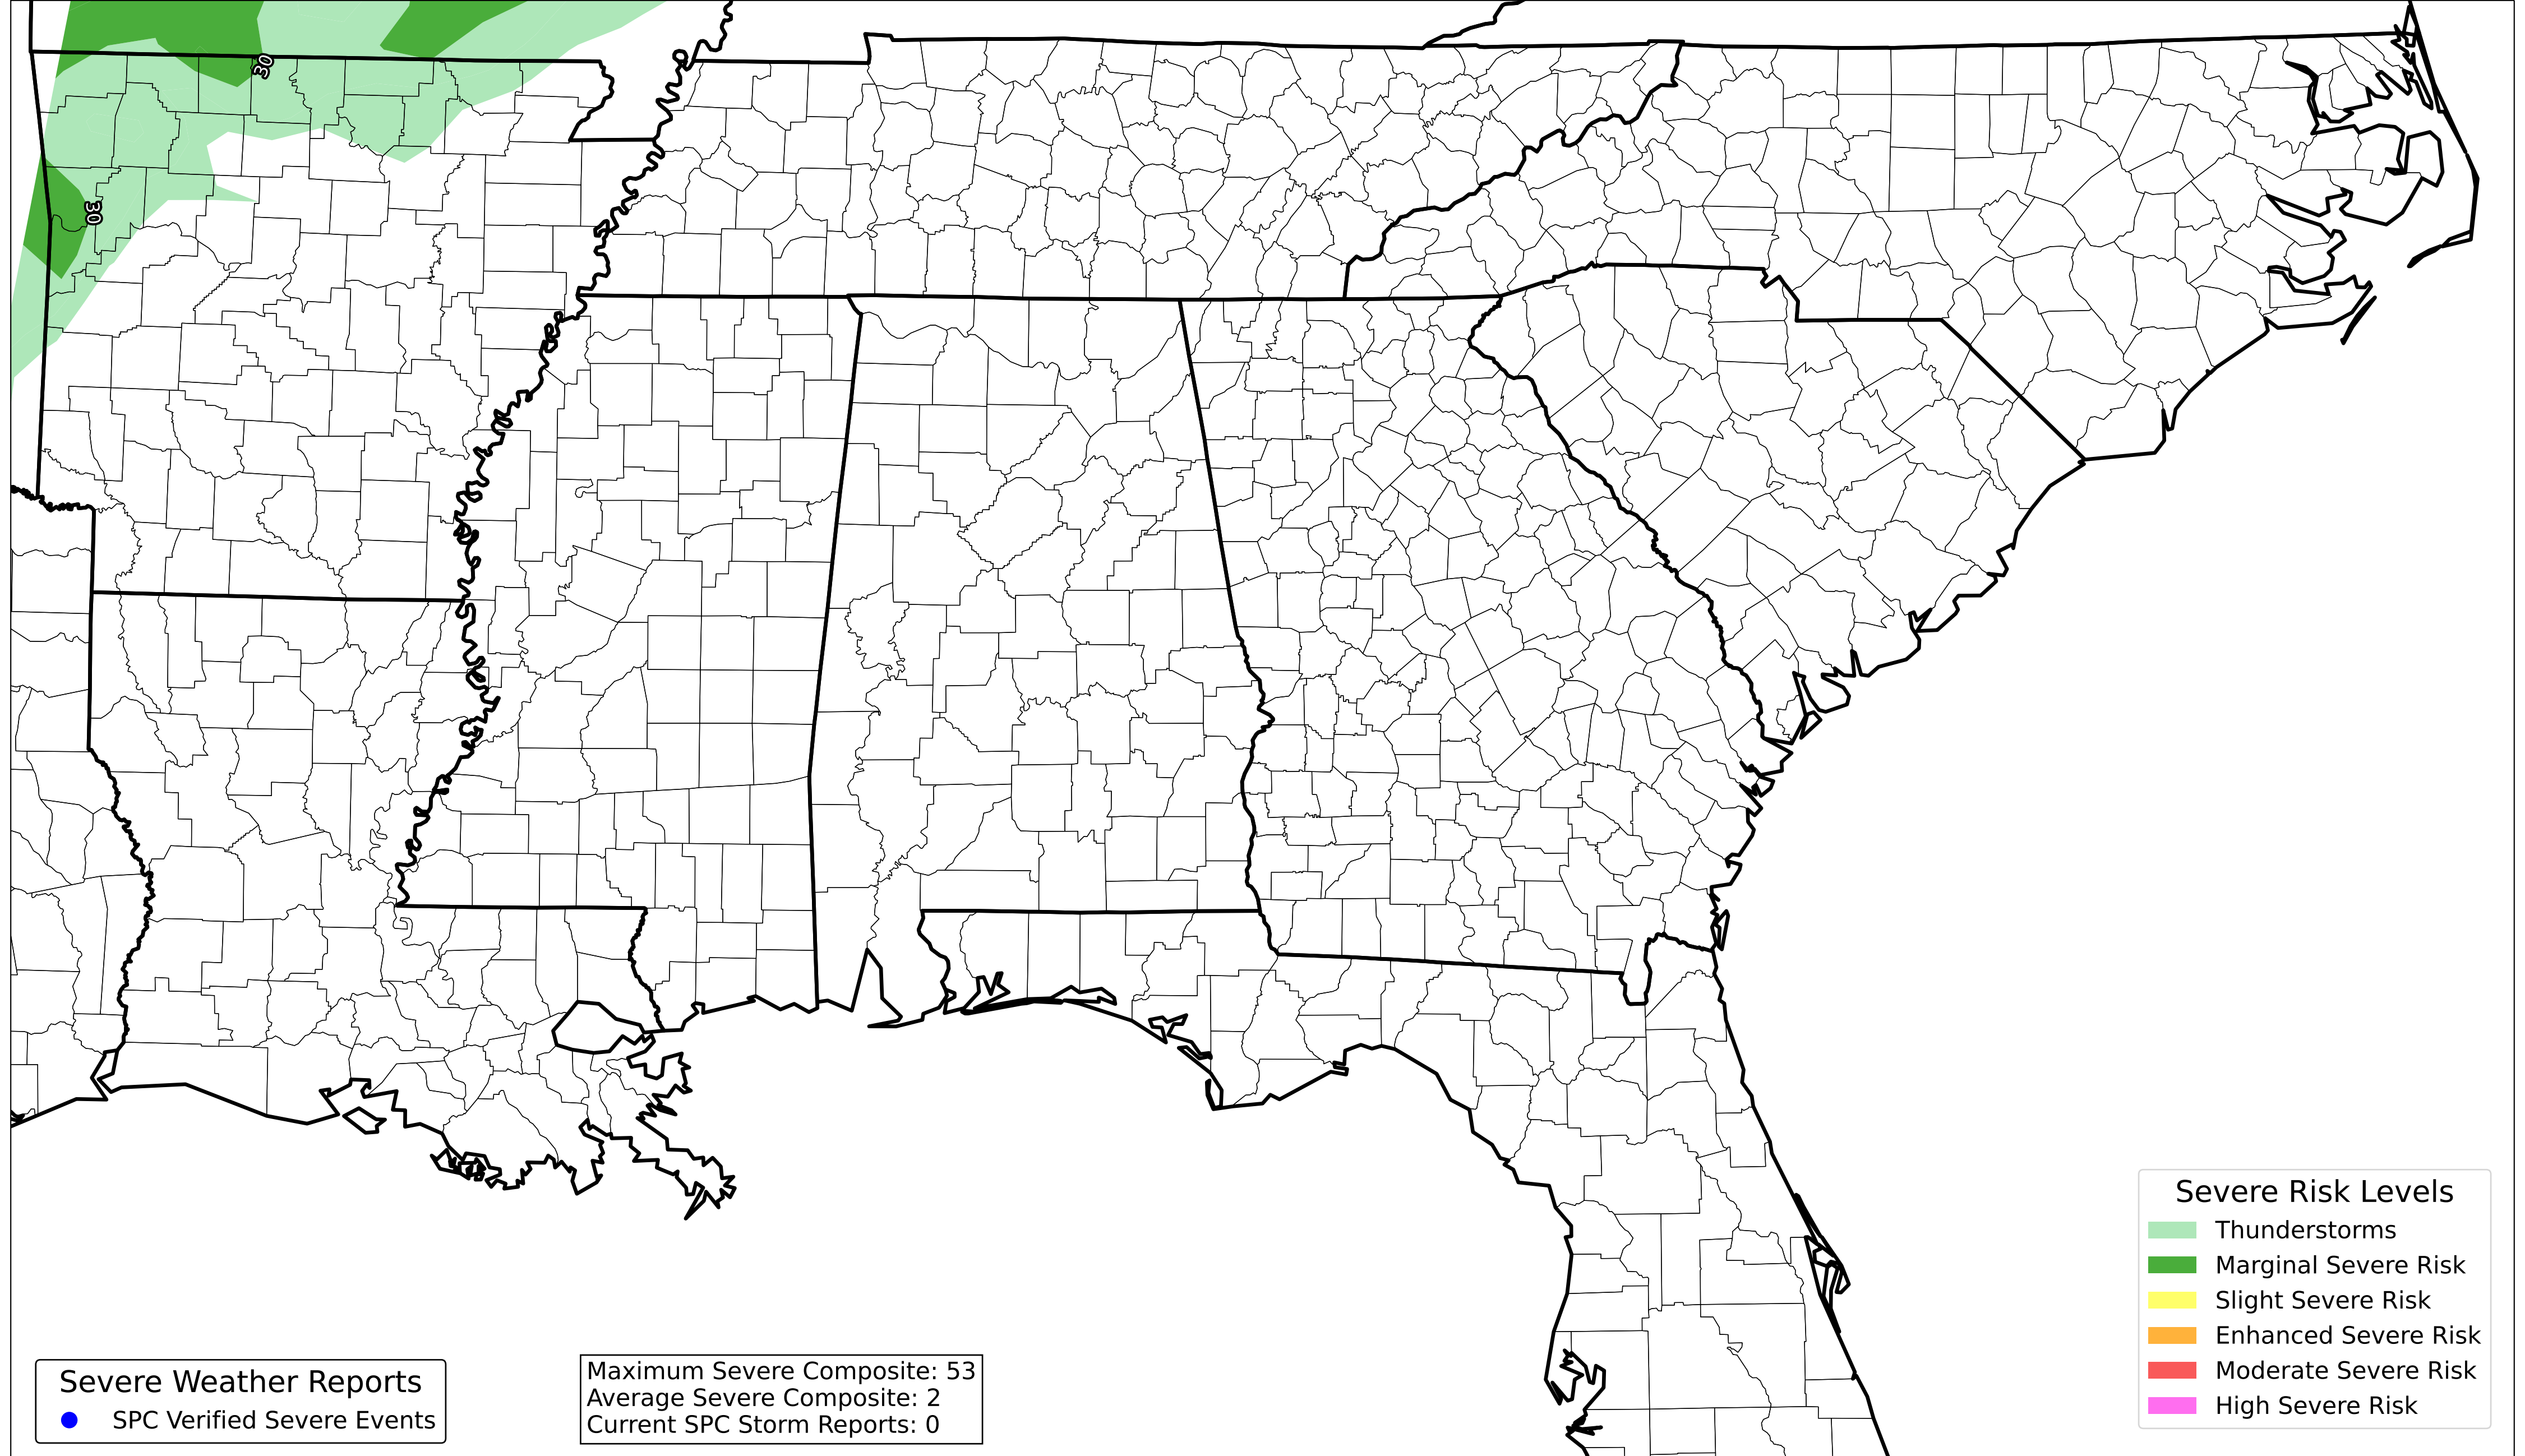 30
30
Severe Risk Levels
Thunderstorms
Marginal Severe Risk
Slight Severe Risk
Enhanced Severe Risk
Moderate Severe Risk
High Severe Risk
Severe Weather Reports
SPC Verified Severe Events
Maximum Severe Composite: 53
Average Severe Composite: 2
Current SPC Storm Reports: 0